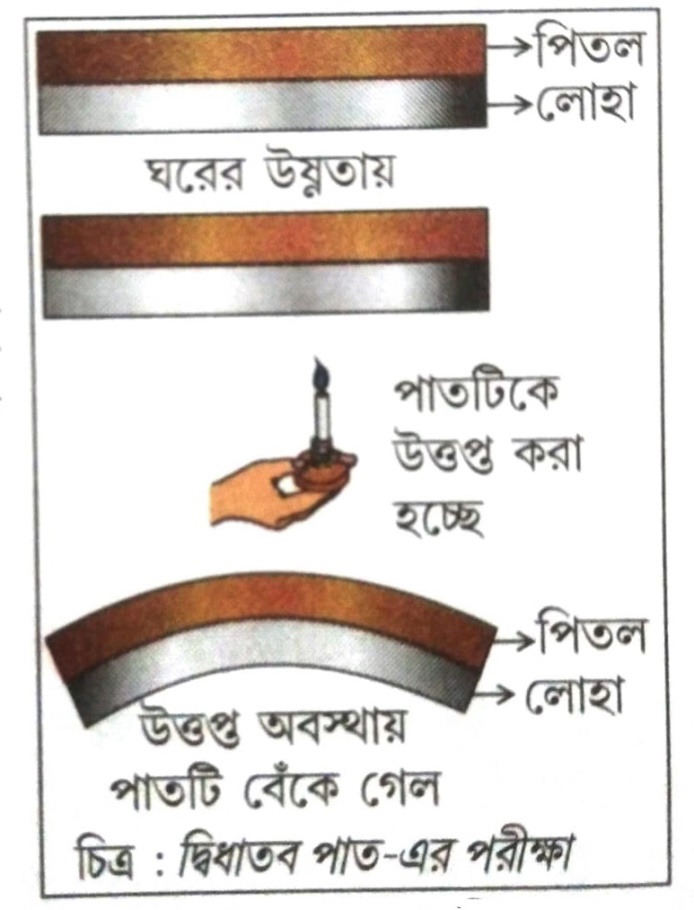 পিতল
লোহা
ঘরের উষ্ণতায়
পাতটিকে
উত্তপ্ত করা
হচ্ছে
পিতল
লোহা
উত্তপ্ত অবস্থায়
পাতটি বেঁকে গেল
চিত্র : দ্বিধাতব পাত-এর পরীক্ষা